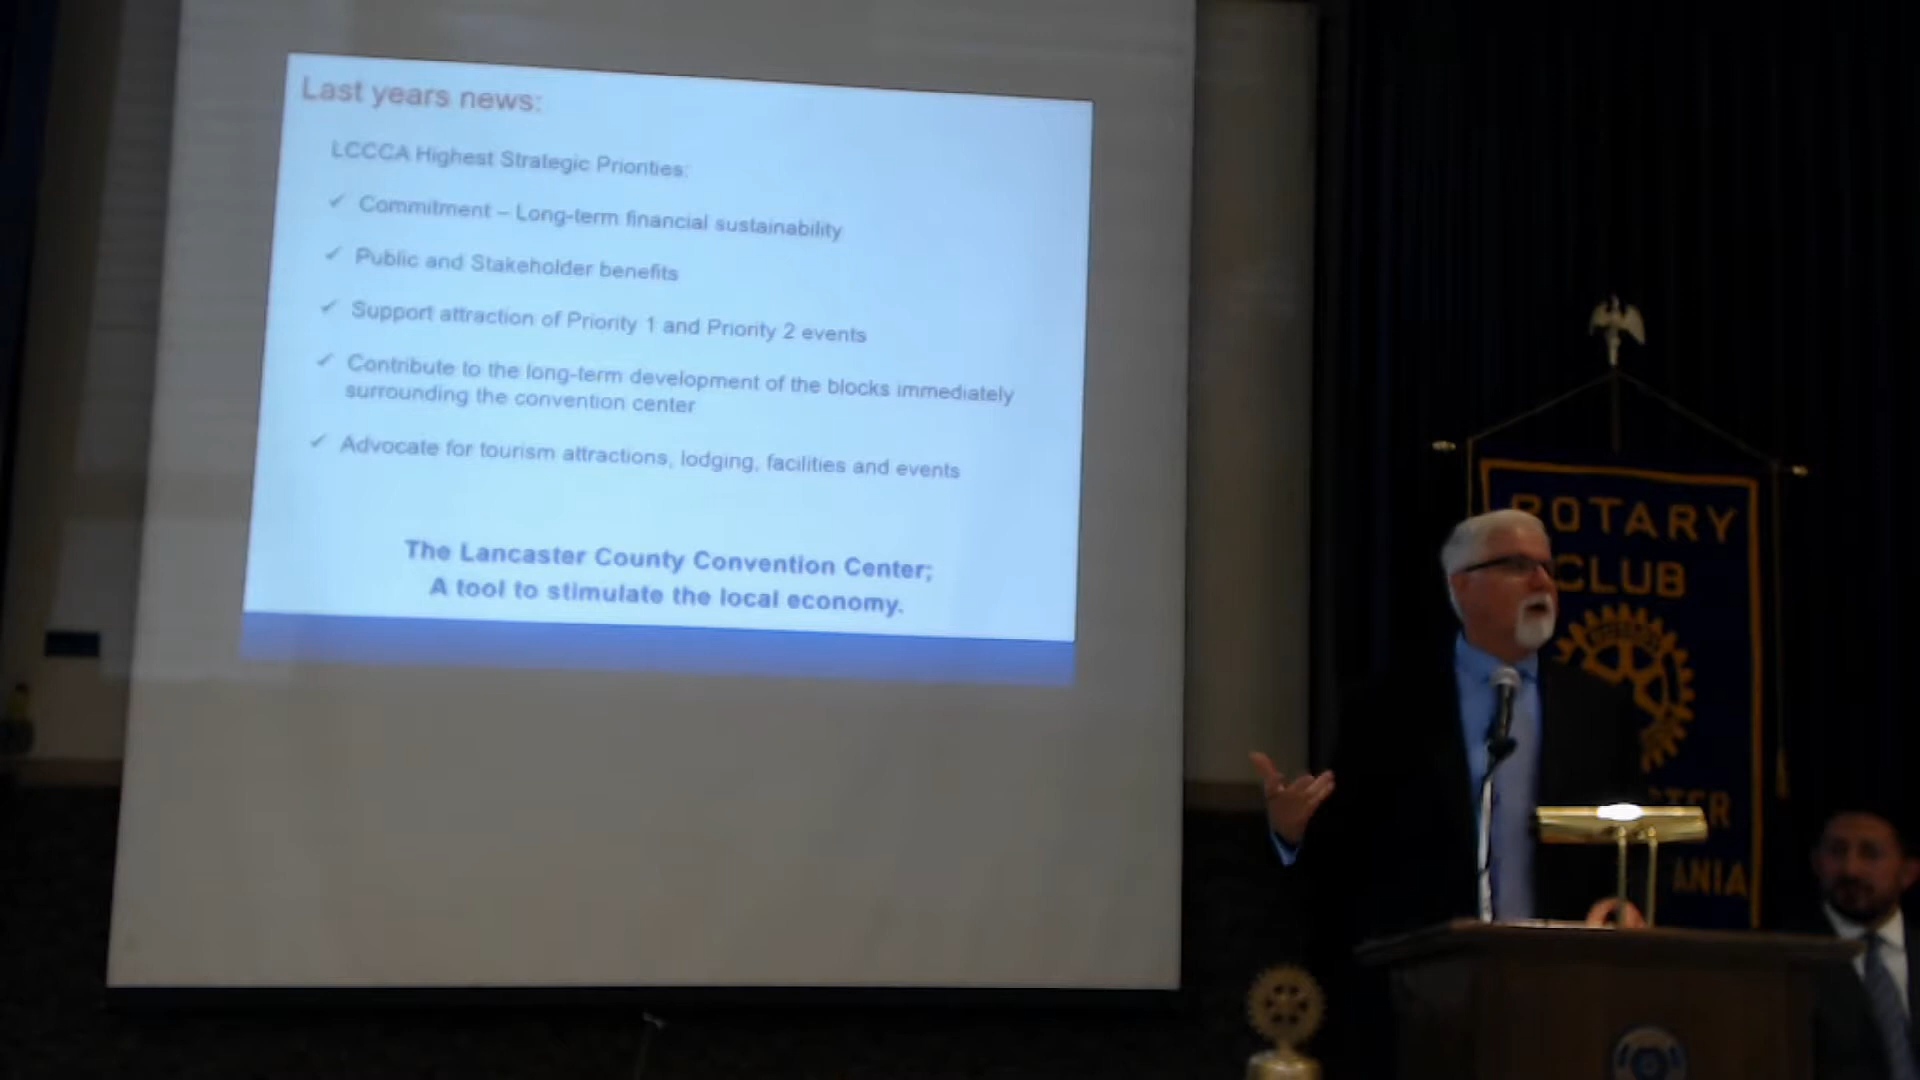 Last years news:
LCCCA Highest Strategic Priorities:
✓ Commitment – Long-term financial sustainability
✓ Public and Stakeholder benefits
✓ Support attraction of Priority 1 and Priority 2 events
✓ Contribute to the long-term development of the blocks immediately
surrounding the convention center
✓ Advocate for tourism attractions, lodging, facilities and events
The Lancaster County Convention Center;
A tool to stimulate the local economy.
ROTARY
CLUB